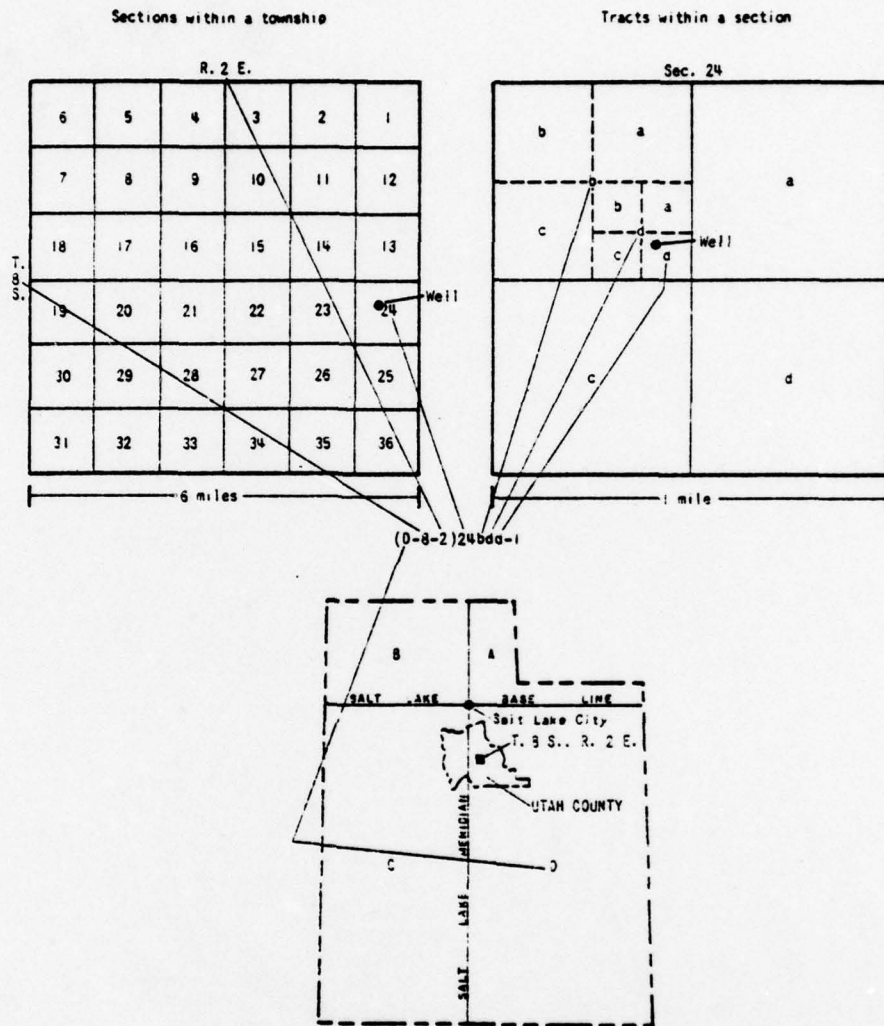 Sections within a township
Tracts within a section
R. 2 E.
Sec. 24
6 5 4 3 2 1
7 8 9 10 11 12
18 17 16 15 14 13
19 20 21 22 23 24
30 29 28 27 26 25
31 32 33 34 35 36
T.
8
S.
Well
6 miles
b a
a
b a
c
c d
Well
c d
1 mile
(D-8-2)24bdd-1
B A
SALT LAKE BASE LINE
Salt Lake City
T. 8 S., R. 2 E.
UTAH COUNTY
C D
SALT LAKE MERIDIAN